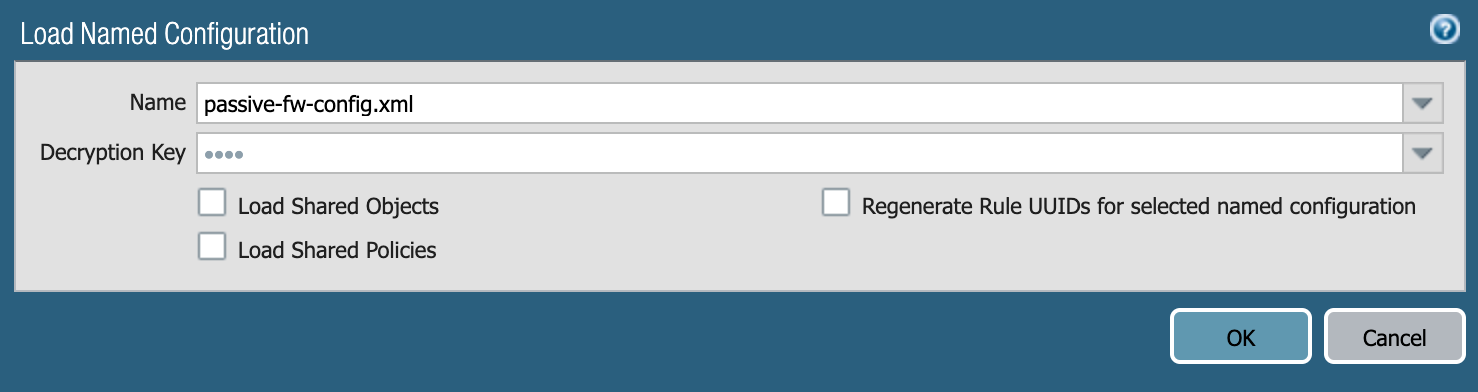 Load Named Configuration
Name passive-fw-config.xml
Decryption Key ••••
Load Shared Objects Regenerate Rule UUIDs for selected named configuration
Load Shared Policies
OK Cancel